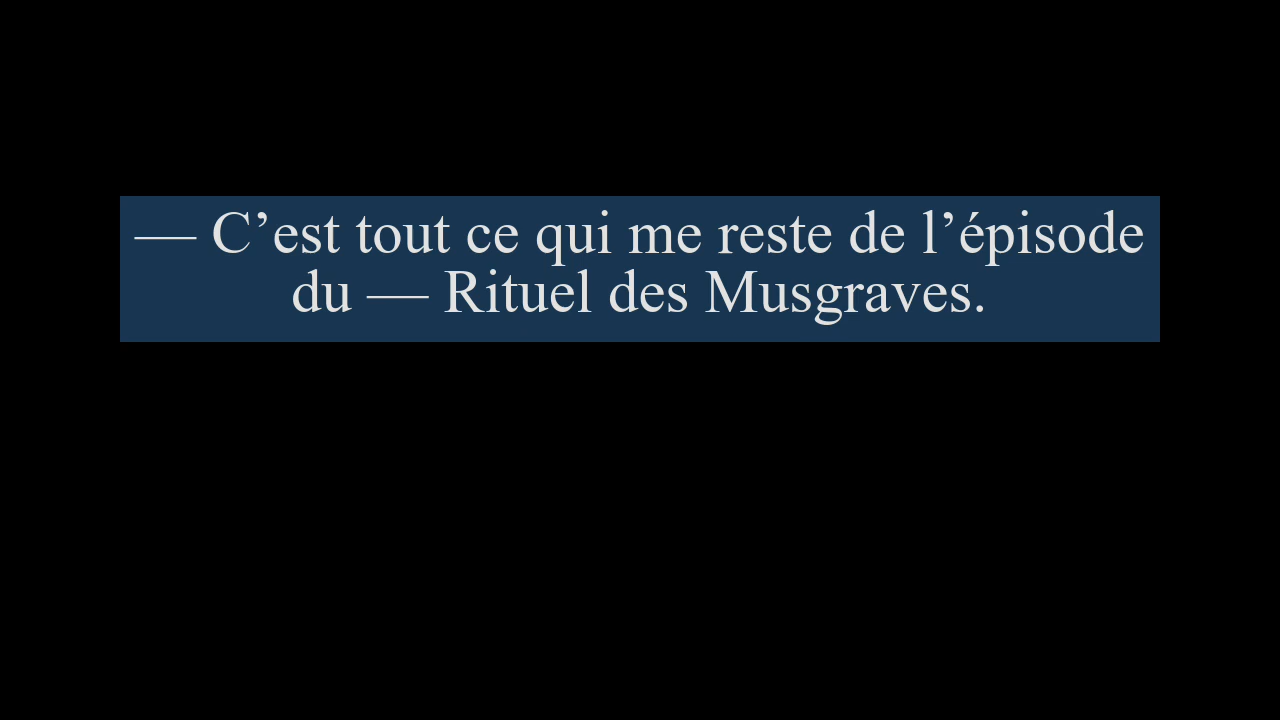 — C’est tout ce qui me reste de l’épisode
du — Rituel des Musgraves.